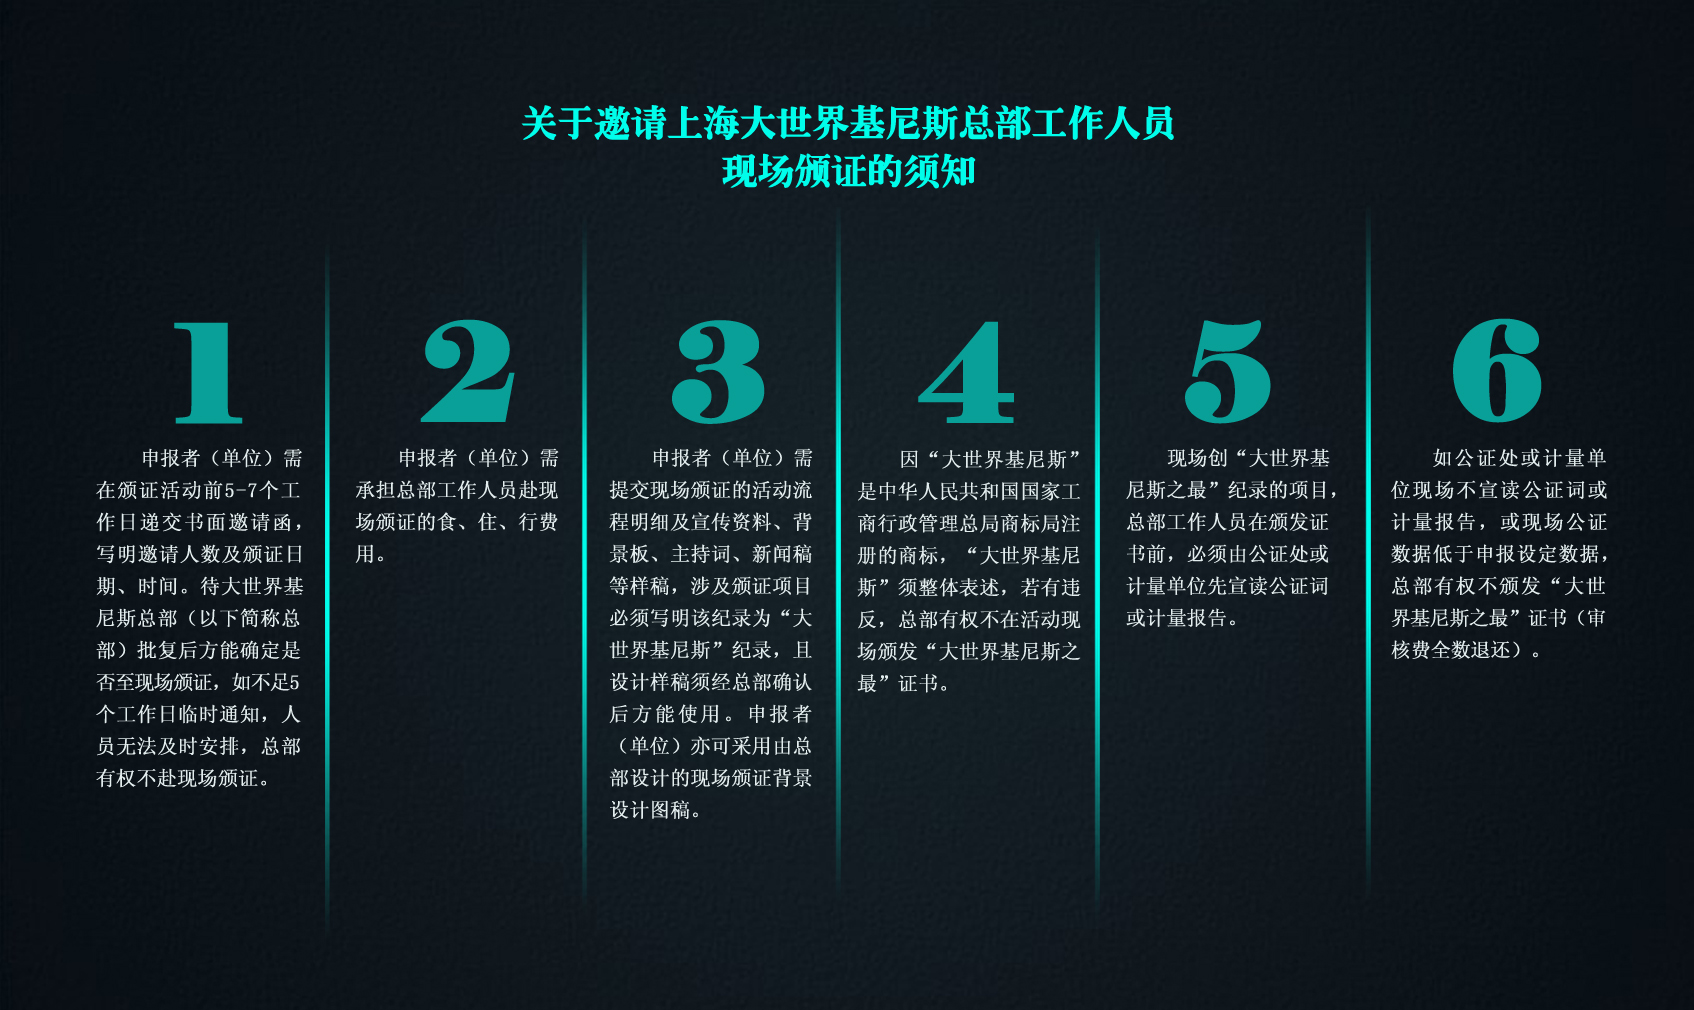 关于邀请上海大世界基尼斯总部工作人员
现场颁证的须知
1
申报者（单位）需
在颁证活动前5-7个工
作日递交书面邀请函，
写明邀请人数及颁证日
期、时间。待大世界基
尼斯总部（以下简称总
部）批复后方能确定是
否至现场颁证，如不足5
个工作日临时通知，人
员无法及时安排，总部
有权不赴现场颁证。
2
申报者（单位）需
承担总部工作人员赴现
场颁证的食、住、行费
用。
3
申报者（单位）需
提交现场颁证的活动流
程明细及宣传资料、背
景板、主持词、新闻稿
等样稿，涉及颁证项目
必须写明该纪录为“大
世界基尼斯”纪录，且
设计样稿须经总部确认
后方能使用。申报者
（单位）亦可采用由总
部设计的现场颁证背景
设计图稿。
4
因“大世界基尼斯”
是中华人民共和国国家工
商行政管理总局商标局注
册的商标，“大世界基尼
斯”须整体表述，若有违
反，总部有权不在活动现
场颁发“大世界基尼斯之
最”证书。
5
现场创“大世界基
尼斯之最”纪录的项目，
总部工作人员在颁发证
书前，必须由公证处或
计量单位先宣读公证词
或计量报告。
6
如公证处或计量单
位现场不宣读公证词或
计量报告，或现场公证
数据低于申报设定数据，
总部有权不颁发“大世
界基尼斯之最”证书（审
核费全数退还）。